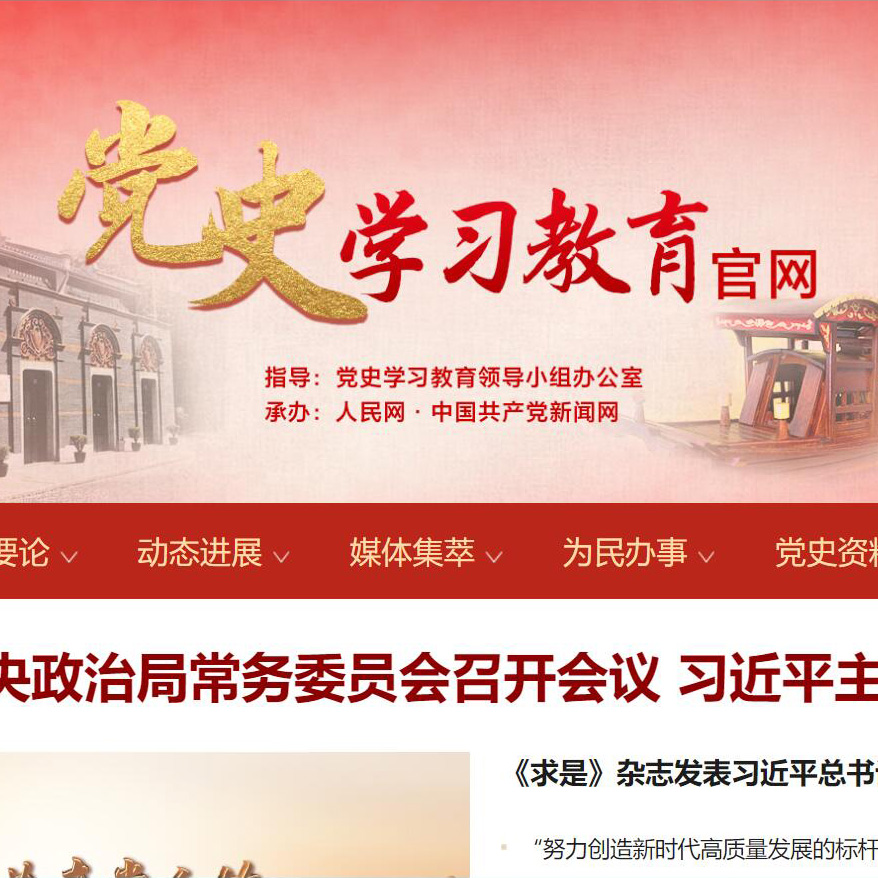 党史学习教育官网
指导：党史学习教育领导小组办公室
承办：人民网·中国共产党新闻网
要论 动态进展 媒体集萃 为民办事 党史资料
央政治局常务委员会召开会议 习近平主
《求是》杂志发表习近平总书
“努力创造新时代高质量发展的标杆